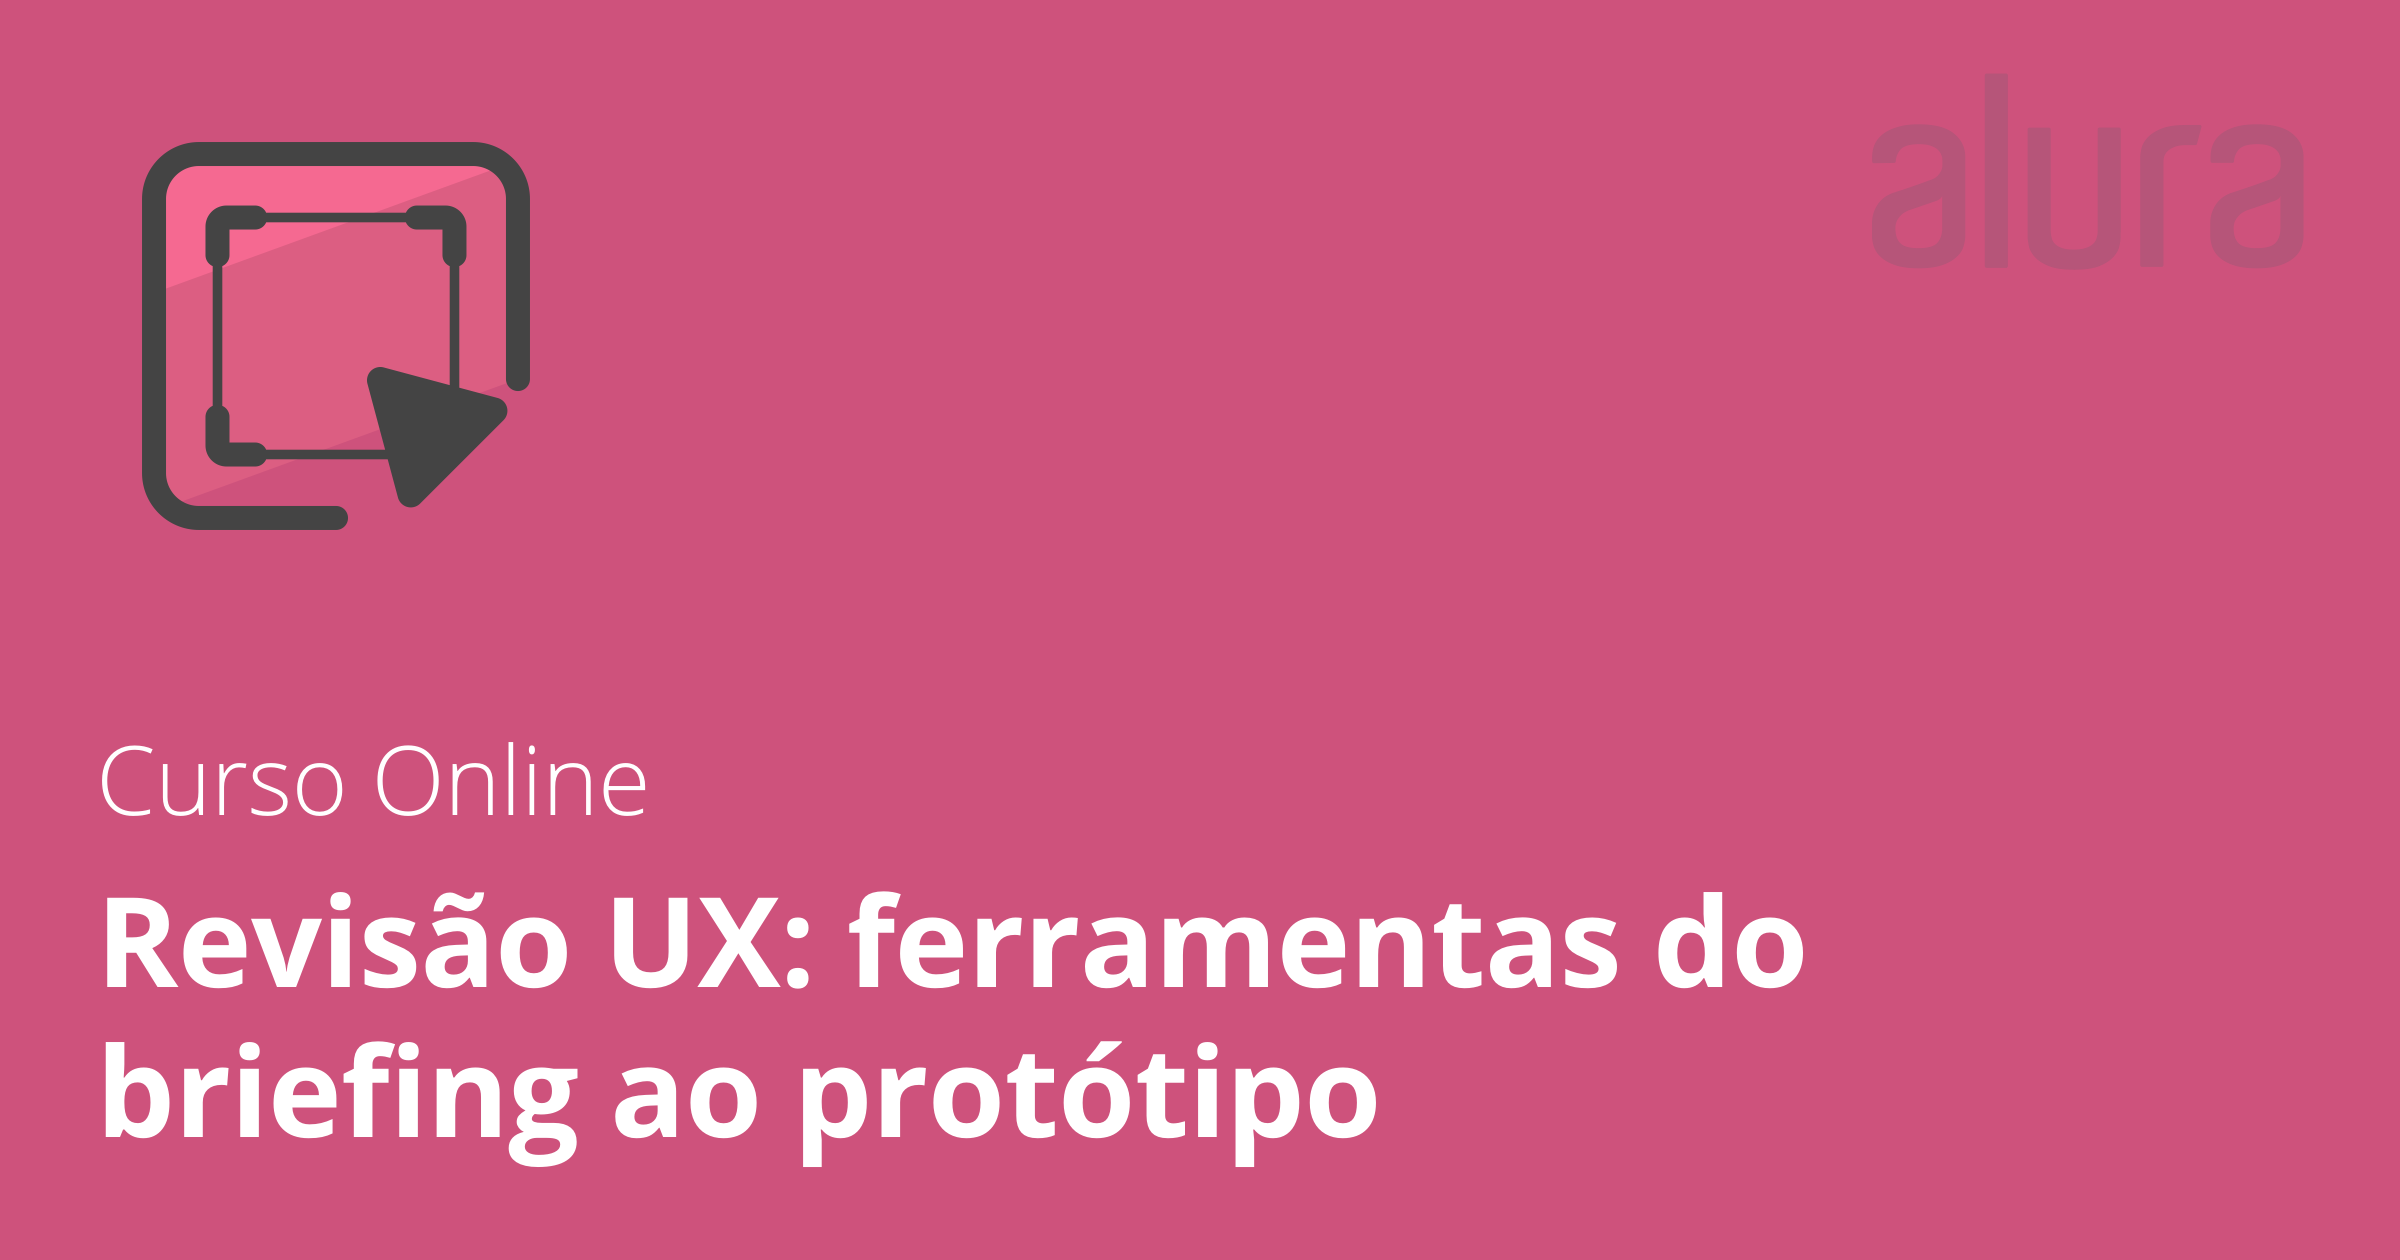 alura
Curso Online
Revisão UX: ferramentas do
briefing ao protótipo